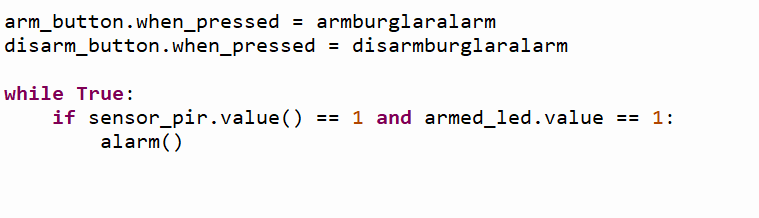 arm_button.when_pressed = armburglaralarm
disarm_button.when_pressed = disarmburglaralarm

while True:
    if sensor_pir.value() == 1 and armed_led.value == 1:
        alarm()